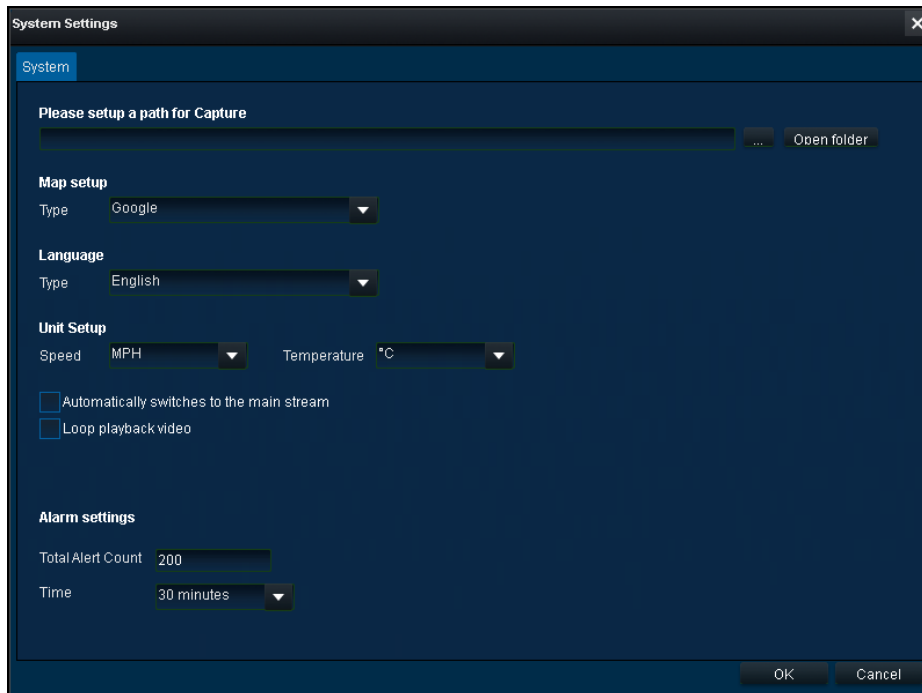 System Settings
System
Please setup a path for Capture
... Open folder
Map setup
Type Google
Language
Type English
Unit Setup
Speed MPH Temperature °C
Automatically switches to the main stream
Loop playback video
Alarm settings
Total Alert Count 200
Time 30 minutes
OK Cancel